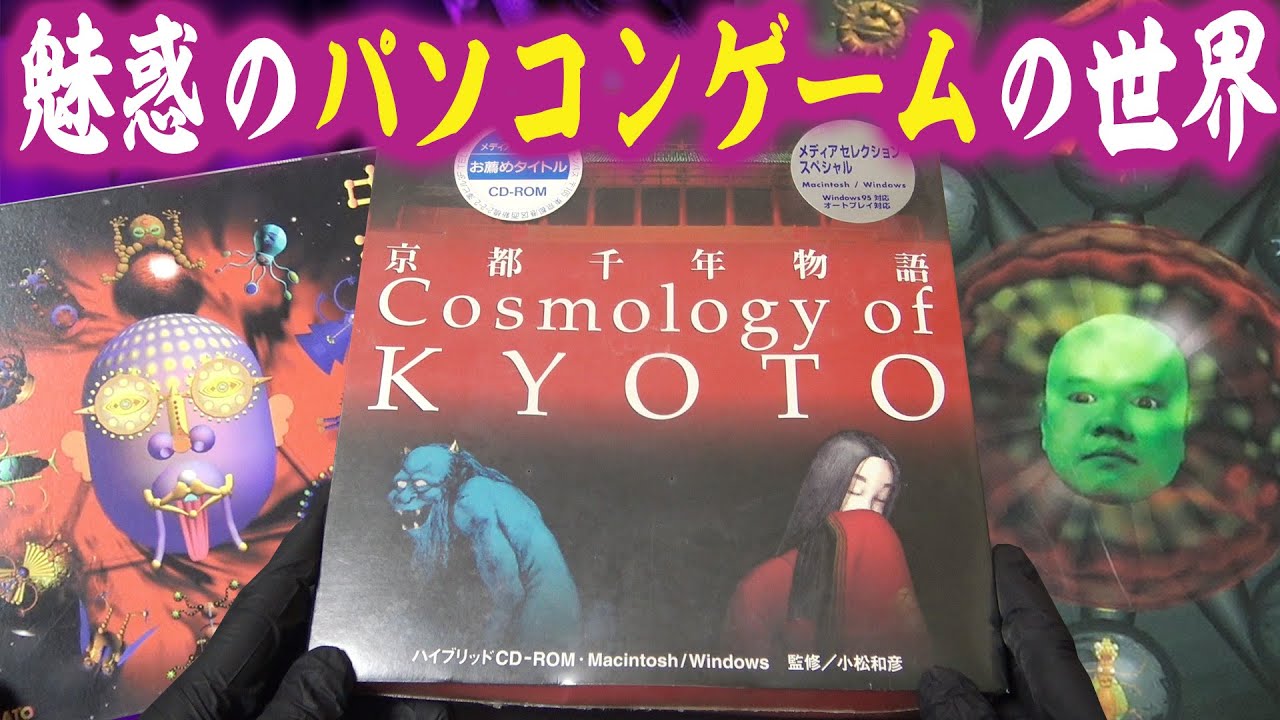 魅惑のパソコンゲームの世界
お薦めタイトル
CD-ROM
メディアセレクション
スペシャル
Macintosh / Windows
Windows95 対応
オートプレイ対応
京都千年物語
Cosmology of
KYOTO
ハイブリッドCD-ROM・Macintosh/Windows 監修/小松和彦
ATO